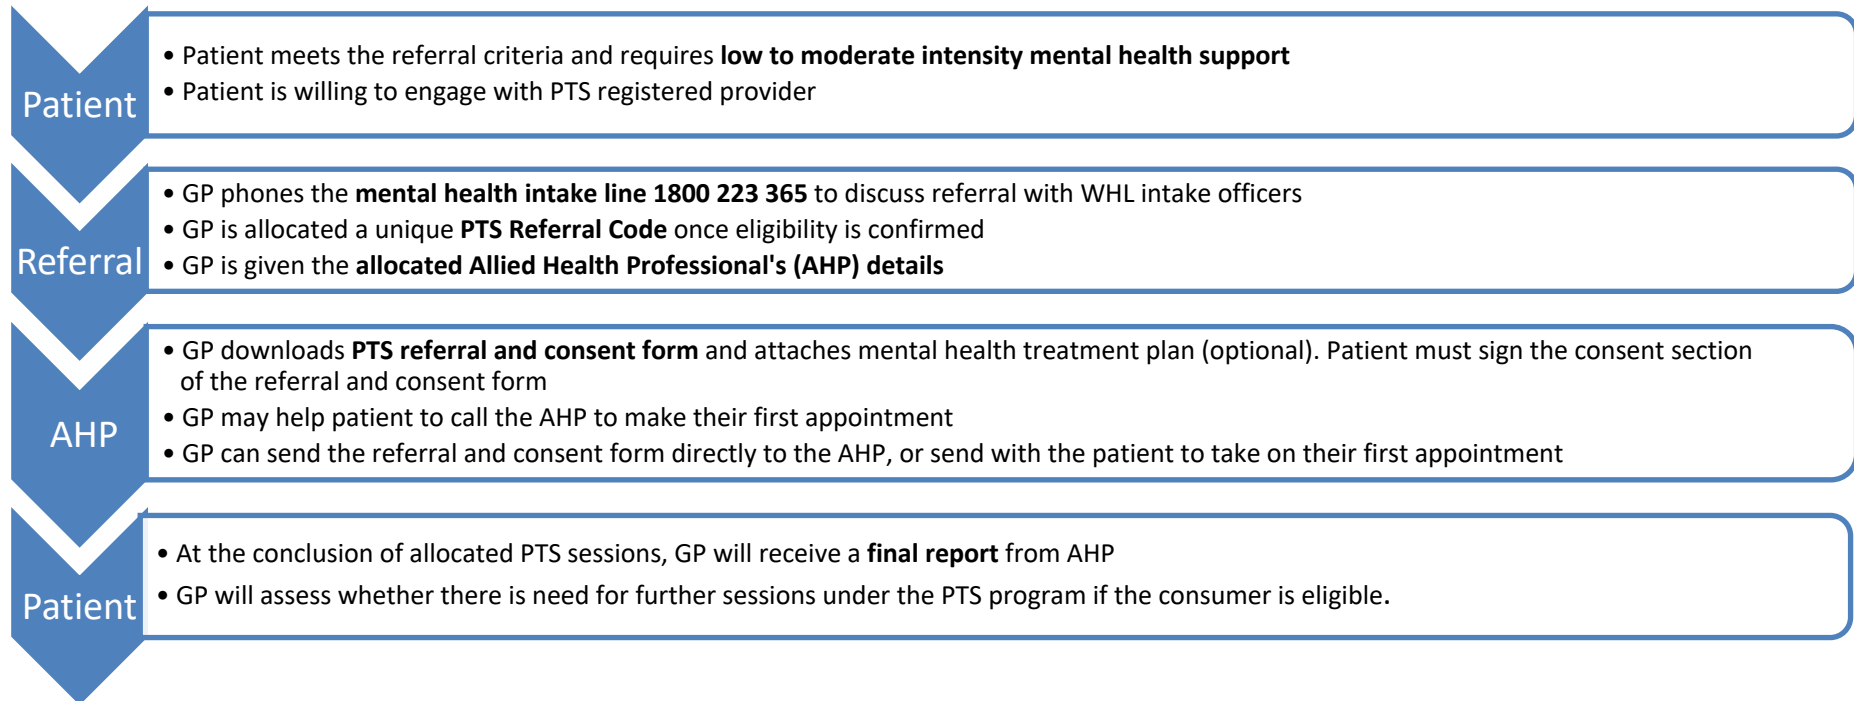 Patient
• Patient meets the referral criteria and requires low to moderate intensity mental health support
• Patient is willing to engage with PTS registered provider
Referral
• GP phones the mental health intake line 1800 223 365 to discuss referral with WHL intake officers
• GP is allocated a unique PTS Referral Code once eligibility is confirmed
• GP is given the allocated Allied Health Professional's (AHP) details
AHP
• GP downloads PTS referral and consent form and attaches mental health treatment plan (optional). Patient must sign the consent section
of the referral and consent form
• GP may help patient to call the AHP to make their first appointment
• GP can send the referral and consent form directly to the AHP, or send with the patient to take on their first appointment
Patient
• At the conclusion of allocated PTS sessions, GP will receive a final report from AHP
• GP will assess whether there is need for further sessions under the PTS program if the consumer is eligible.